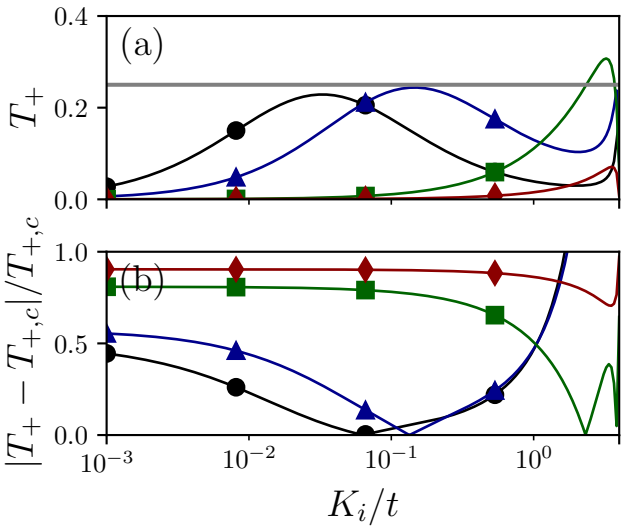 0.4
(a)
0.2
T₊
0.0
1.0
(b)
0.5
|T₊ − T₊,c|/T₊,c
0.0
10⁻³ 10⁻² 10⁻¹ 10⁰
Kᵢ/t